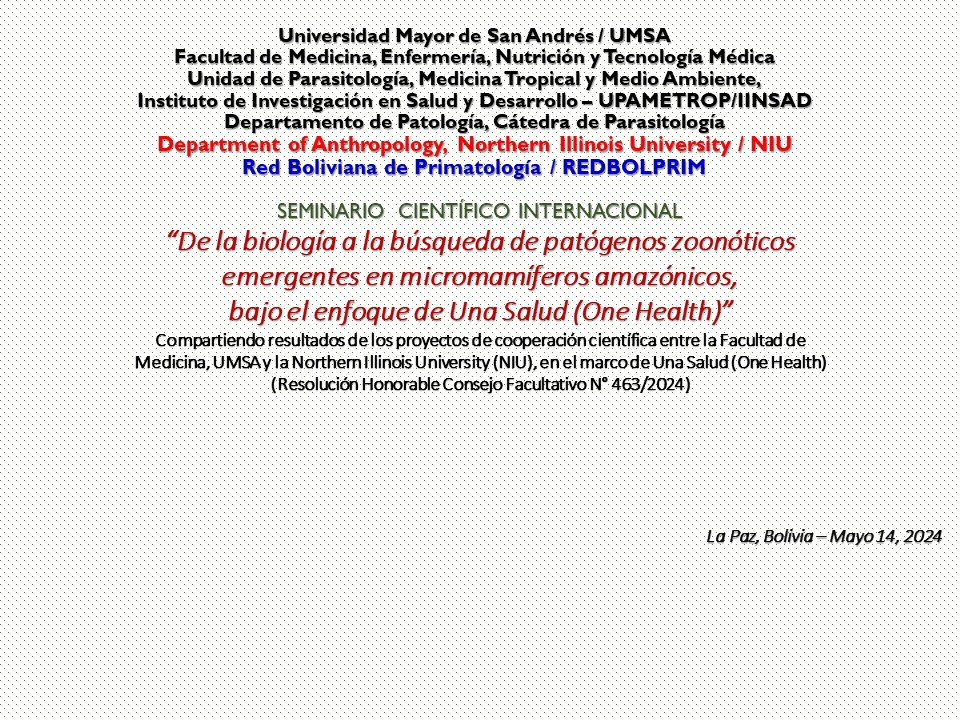 Universidad Mayor de San Andrés / UMSA
Facultad de Medicina, Enfermería, Nutrición y Tecnología Médica
Unidad de Parasitología, Medicina Tropical y Medio Ambiente,
Instituto de Investigación en Salud y Desarrollo – UPAMETROP/IINSAD
Departamento de Patología, Cátedra de Parasitología
Department of Anthropology, Northern Illinois University / NIU
Red Boliviana de Primatología / REDBOLPRIM
SEMINARIO CIENTÍFICO INTERNACIONAL
“De la biología a la búsqueda de patógenos zoonóticos
emergentes en micromamíferos amazónicos,
bajo el enfoque de Una Salud (One Health)”
Compartiendo resultados de los proyectos de cooperación científica entre la Facultad de
Medicina, UMSA y la Northern Illinois University (NIU), en el marco de Una Salud (One Health)
(Resolución Honorable Consejo Facultativo N° 463/2024)
La Paz, Bolivia – Mayo 14, 2024